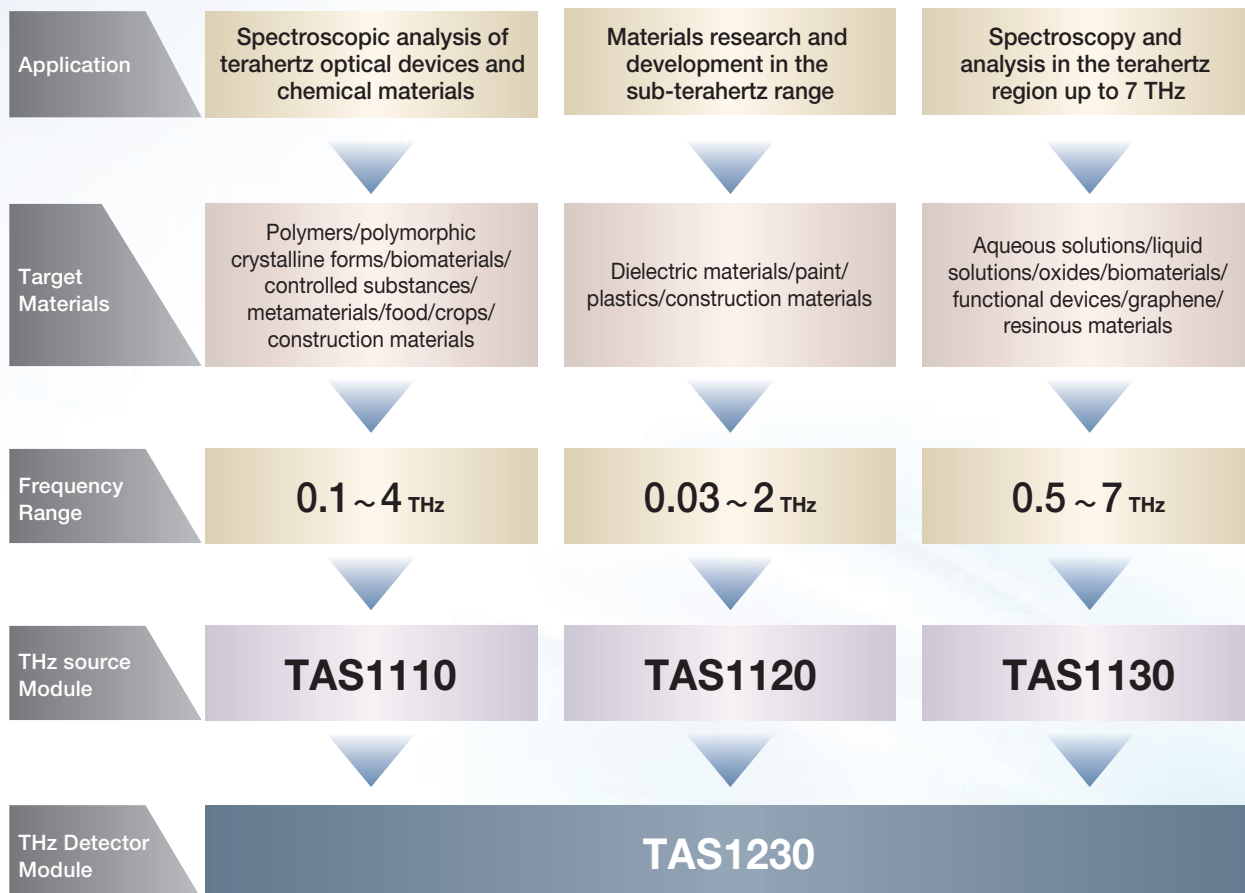 Application
Spectroscopic analysis of
terahertz optical devices and
chemical materials
Materials research and
development in the
sub-terahertz range
Spectroscopy and
analysis in the terahertz
region up to 7 THz
Target
Materials
Polymers/polymorphic
crystalline forms/biomaterials/
controlled substances/
metamaterials/food/crops/
construction materials
Dielectric materials/paint/
plastics/construction materials
Aqueous solutions/liquid
solutions/oxides/biomaterials/
functional devices/graphene/
resinous materials
Frequency
Range
0.1～4 THz
0.03～2 THz
0.5～7 THz
THz source
Module
TAS1110
TAS1120
TAS1130
THz Detector
Module
TAS1230